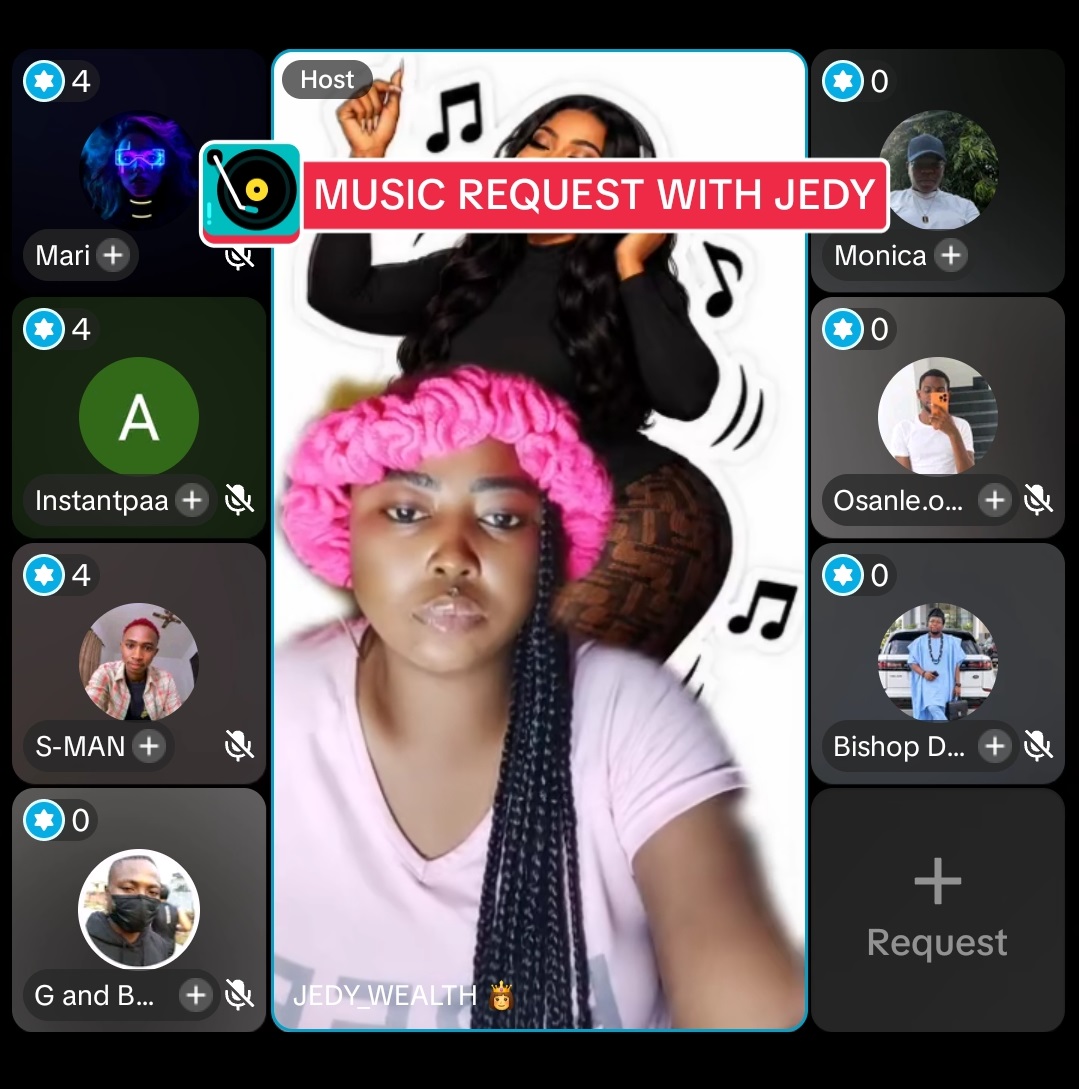 4
Mari
Host
MUSIC REQUEST WITH JEDY
0
Monica
4
A
Instantpaa
0
Osanle.o...
4
S-MAN
0
Bishop D...
0
G and B...
JEDY_WEALTH 👸
Request